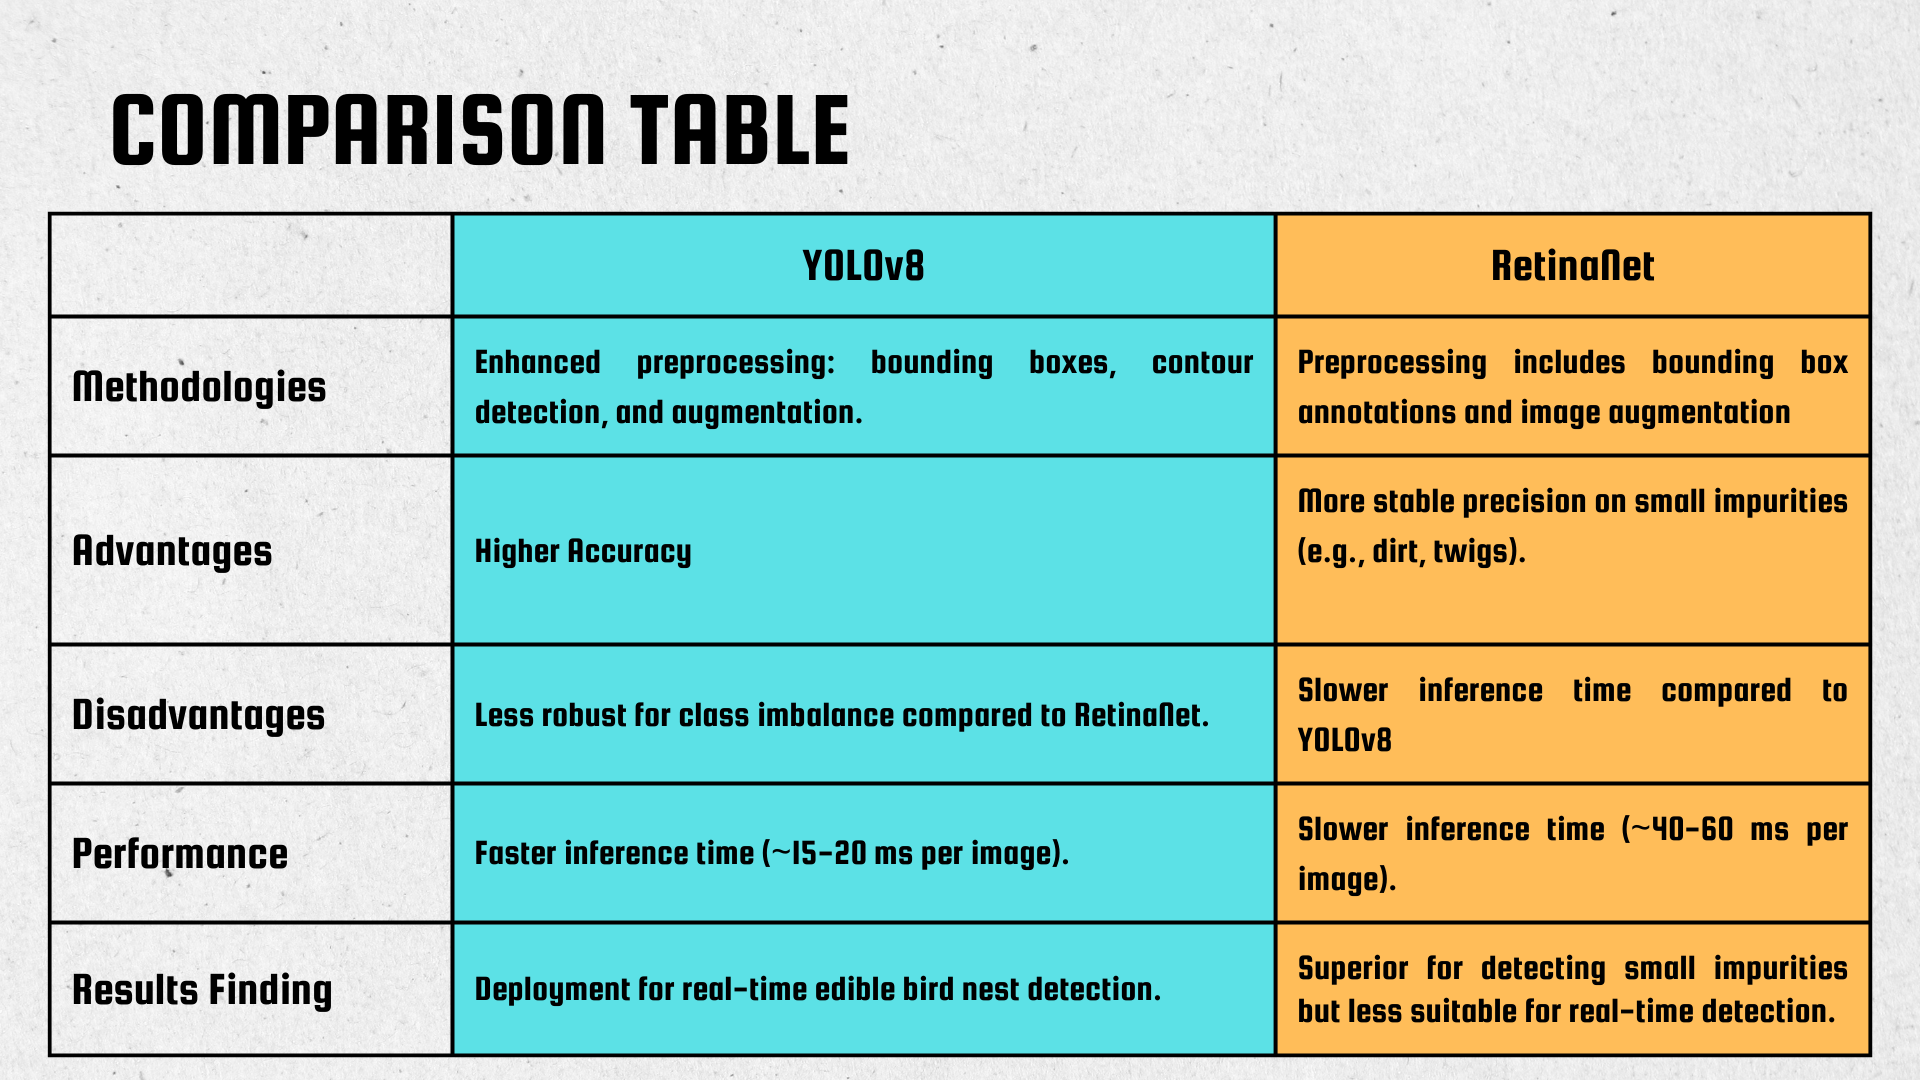 COMPARISON TABLE
YOLOv8
RetinaNet
Methodologies
Enhanced preprocessing: bounding boxes, contour
detection, and augmentation.
Preprocessing includes bounding box
annotations and image augmentation
Advantages
Higher Accuracy
More stable precision on small impurities
(e.g., dirt, twigs).
Disadvantages
Less robust for class imbalance compared to RetinaNet.
Slower inference time compared to
YOLOv8
Performance
Faster inference time (~15-20 ms per image).
Slower inference time (~40-60 ms per
image).
Results Finding
Deployment for real-time edible bird nest detection.
Superior for detecting small impurities
but less suitable for real-time detection.